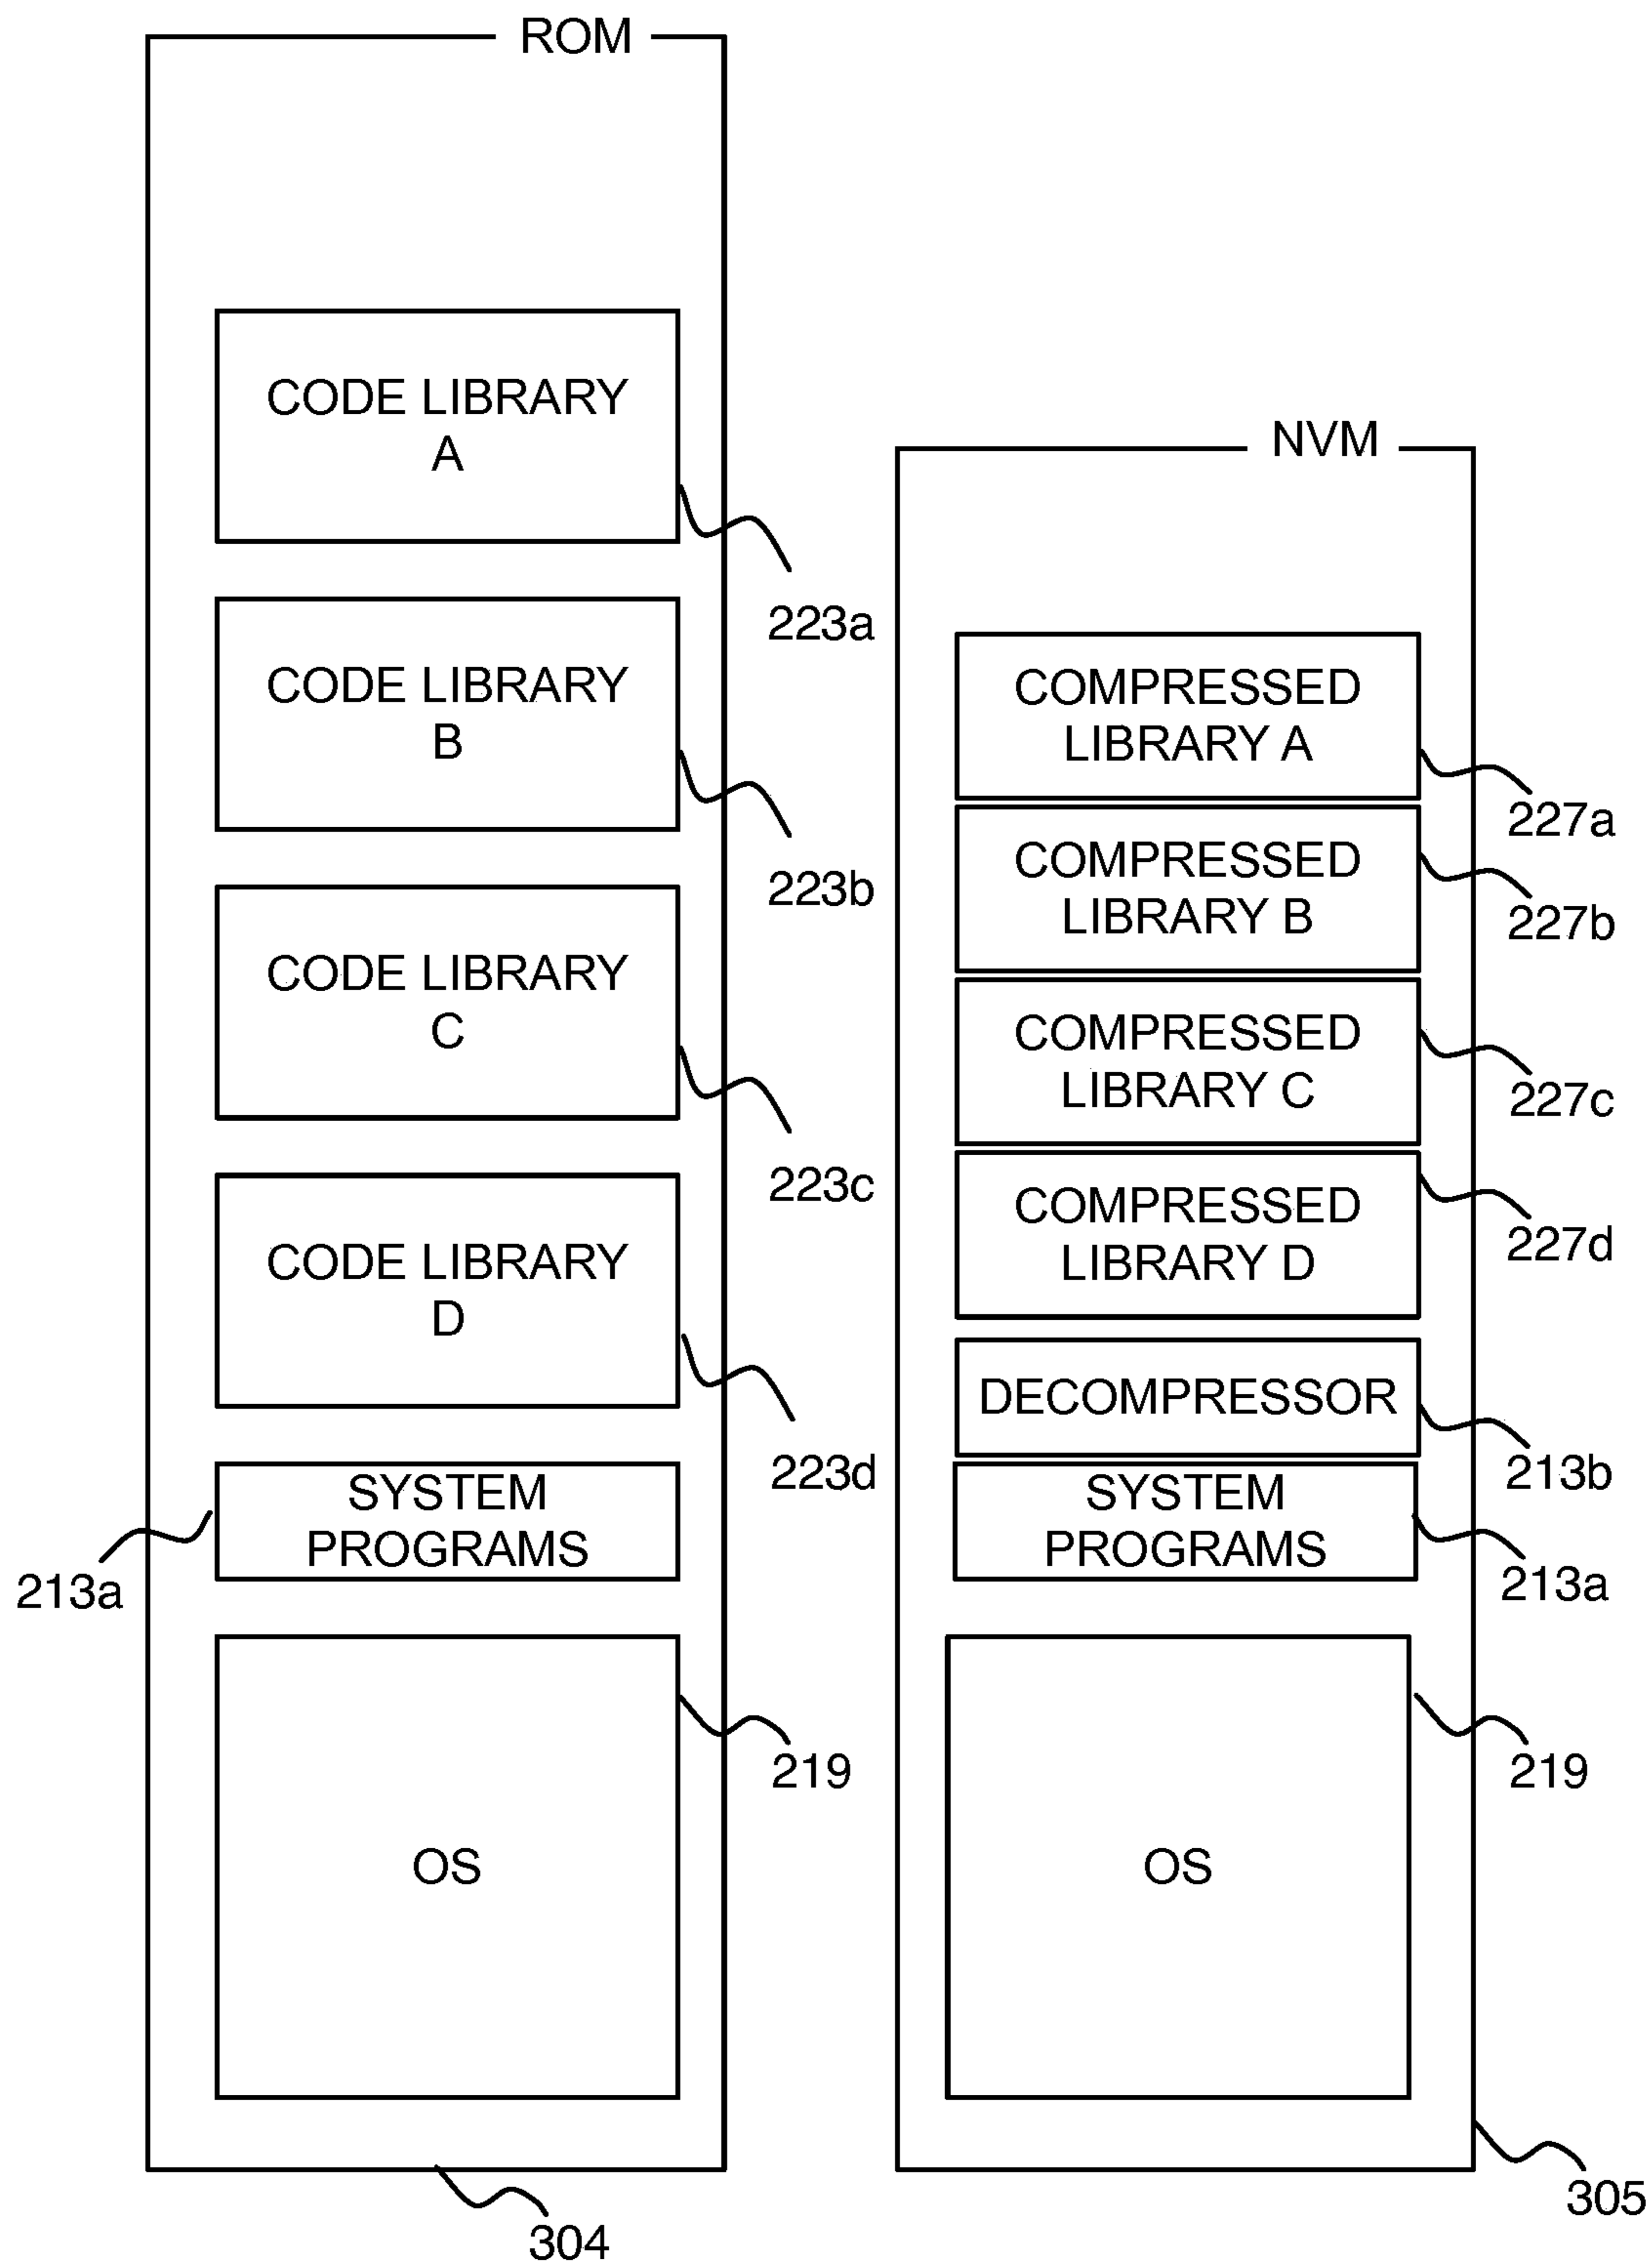 ROM
CODE LIBRARY
A
223a
CODE LIBRARY
B
223b
CODE LIBRARY
C
223c
CODE LIBRARY
D
223d
SYSTEM
PROGRAMS
213a
OS
219
304
NVM
COMPRESSED
LIBRARY A
227a
COMPRESSED
LIBRARY B
227b
COMPRESSED
LIBRARY C
227c
COMPRESSED
LIBRARY D
227d
DECOMPRESSOR
213b
SYSTEM
PROGRAMS
213a
OS
219
305